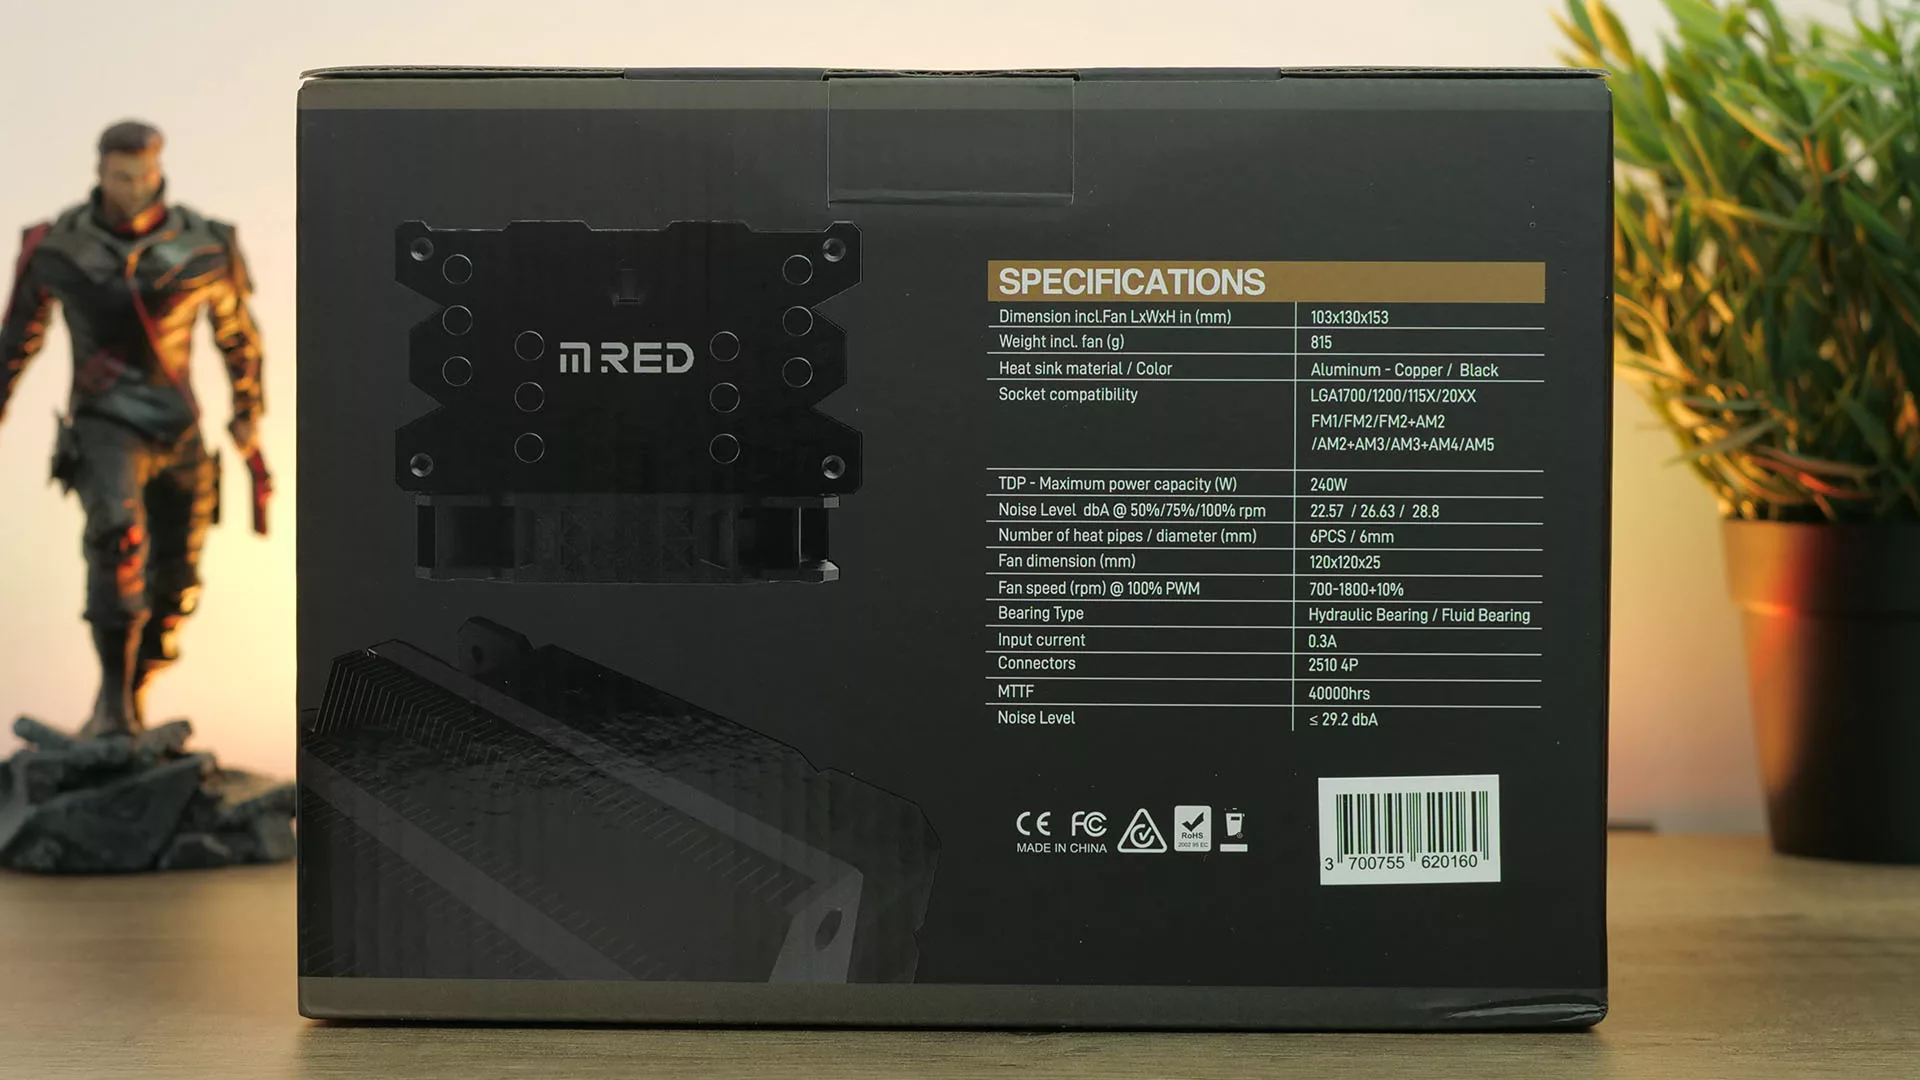 M.RED
SPECIFICATIONS
Dimension incl.Fan LxWxH in (mm) 103x130x153
Weight incl. fan (g) 815
Heat sink material / Color Aluminum - Copper / Black
Socket compatibility LGA1700/1200/115X/20XX
FM1/FM2/FM2+AM2
/AM2+AM3/AM3+AM4/AM5
TDP - Maximum power capacity (W) 240W
Noise Level dbA @ 50%/75%/100% rpm 22.57 / 26.63 / 28.8
Number of heat pipes / diameter (mm) 6PCS / 6mm
Fan dimension (mm) 120x120x25
Fan speed (rpm) @ 100% PWM 700-1800+10%
Bearing Type Hydraulic Bearing / Fluid Bearing
Input current 0.3A
Connectors 2510 4P
MTTF 40000hrs
Noise Level ≤ 29.2 dbA
CE FC
MADE IN CHINA
RoHS
2002 95 EC
3 700755 620160